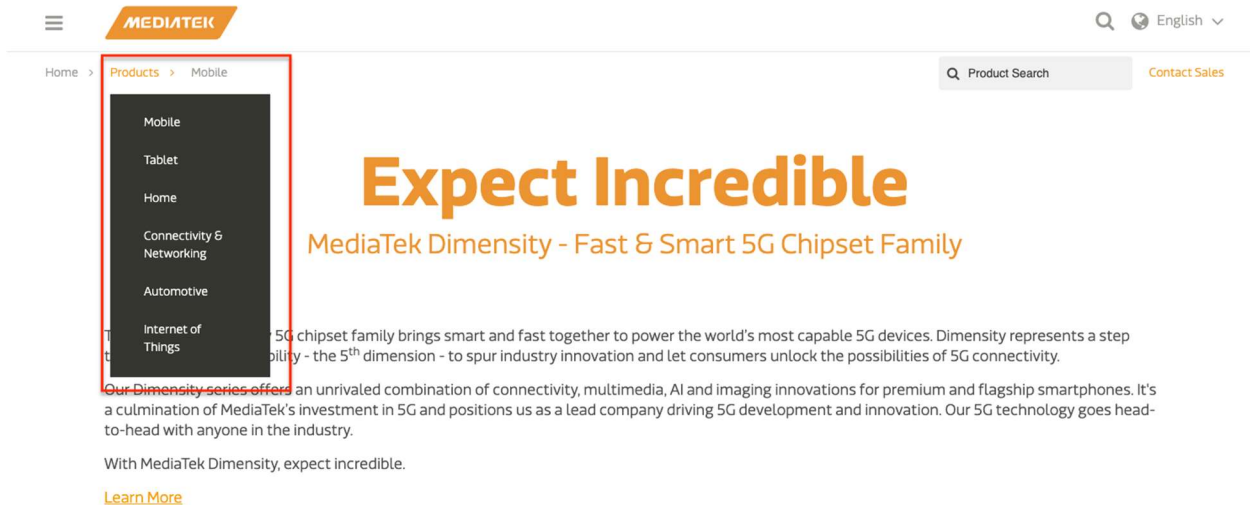 MEDIATEK
English
Home > Products > Mobile
Product Search
Contact Sales
Mobile
Tablet
Home
Connectivity &
Networking
Automotive
Internet of
Things
Expect Incredible
MediaTek Dimensity - Fast & Smart 5G Chipset Family
5G chipset family brings smart and fast together to power the world's most capable 5G devices. Dimensity represents a step
- the 5th dimension - to spur industry innovation and let consumers unlock the possibilities of 5G connectivity.
Our Dimensity series offers an unrivaled combination of connectivity, multimedia, AI and imaging innovations for premium and flagship smartphones. It's
a culmination of MediaTek's investment in 5G and positions us as a lead company driving 5G development and innovation. Our 5G technology goes head-
to-head with anyone in the industry.
With MediaTek Dimensity, expect incredible.
Learn More